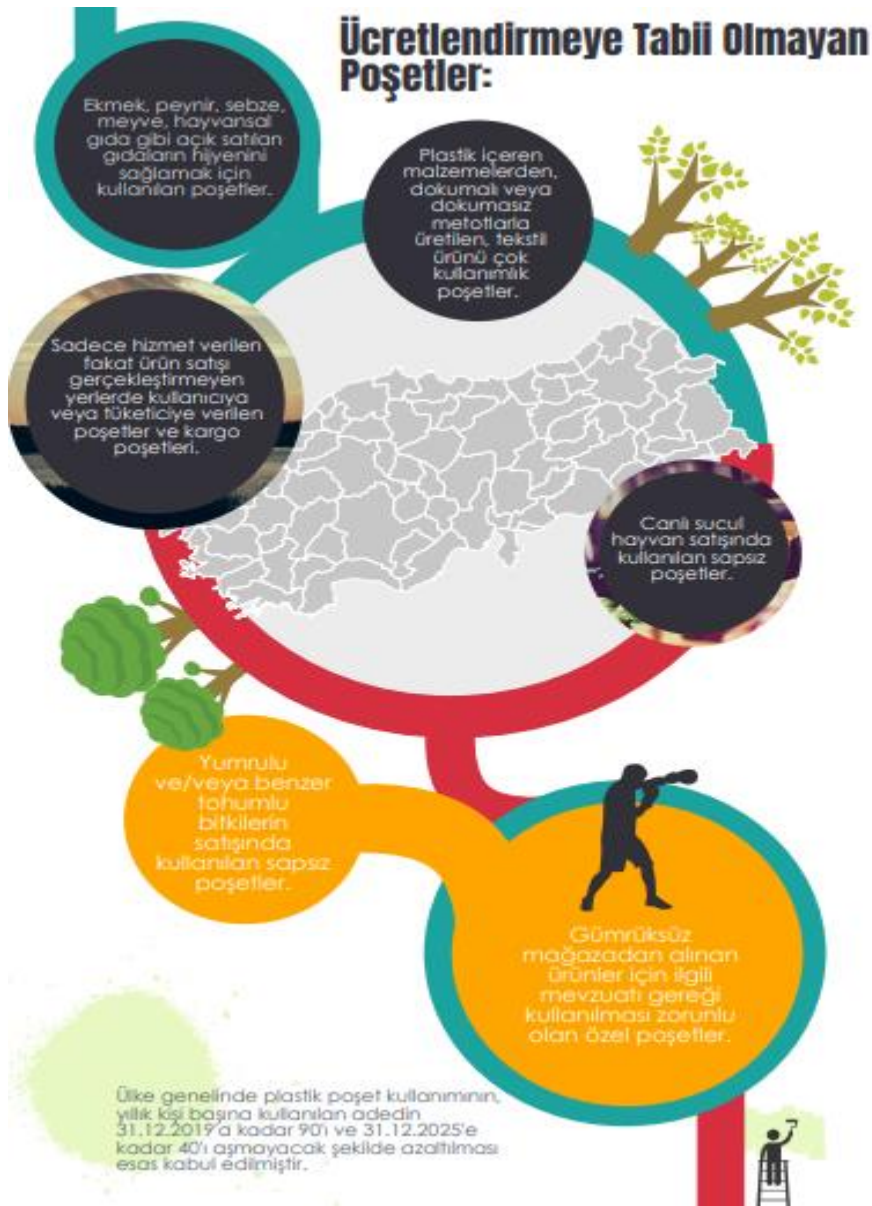 Ücretlendirmeye Tabii Olmayan
Poşetler:
Ekmek, peynir, sebze,
meyve, hayvansal
gıda gibi açık satılan
gıdaların hijyenini
sağlamak için
kullanılan poşetler.
Plastik içeren
malzemelerden,
dokumalı veya
dokumasız
metotlarla
üretilen, tekstil
ürünü çok
kullanımlık
poşetler.
Sadece hizmet verilen
fakat ürün satışı
gerçekleştirmeyen
yerlerde kullanıcıya
veya tüketiciye verilen
poşetler ve kargo
poşetleri.
Canlı sucul
hayvan satışında
kullanılan sapsız
poşetler.
Yumrulu
ve/veya benzer
tohumlu
bitkilerin
satışında
kullanılan sapsız
poşetler.
Gümrüksüz
mağazadan alınan
ürünler için ilgili
mevzuatı gereği
kullanılması zorunlu
olan özel poşetler.
Ülke genelinde plastik poşet kullanımının,
yıllık kişi başına kullanılan adedin
31.12.2019'a kadar 90'ı ve 31.12.2025'e
kadar 40'ı aşmayacak şekilde azaltılması
esas kabul edilmiştir.